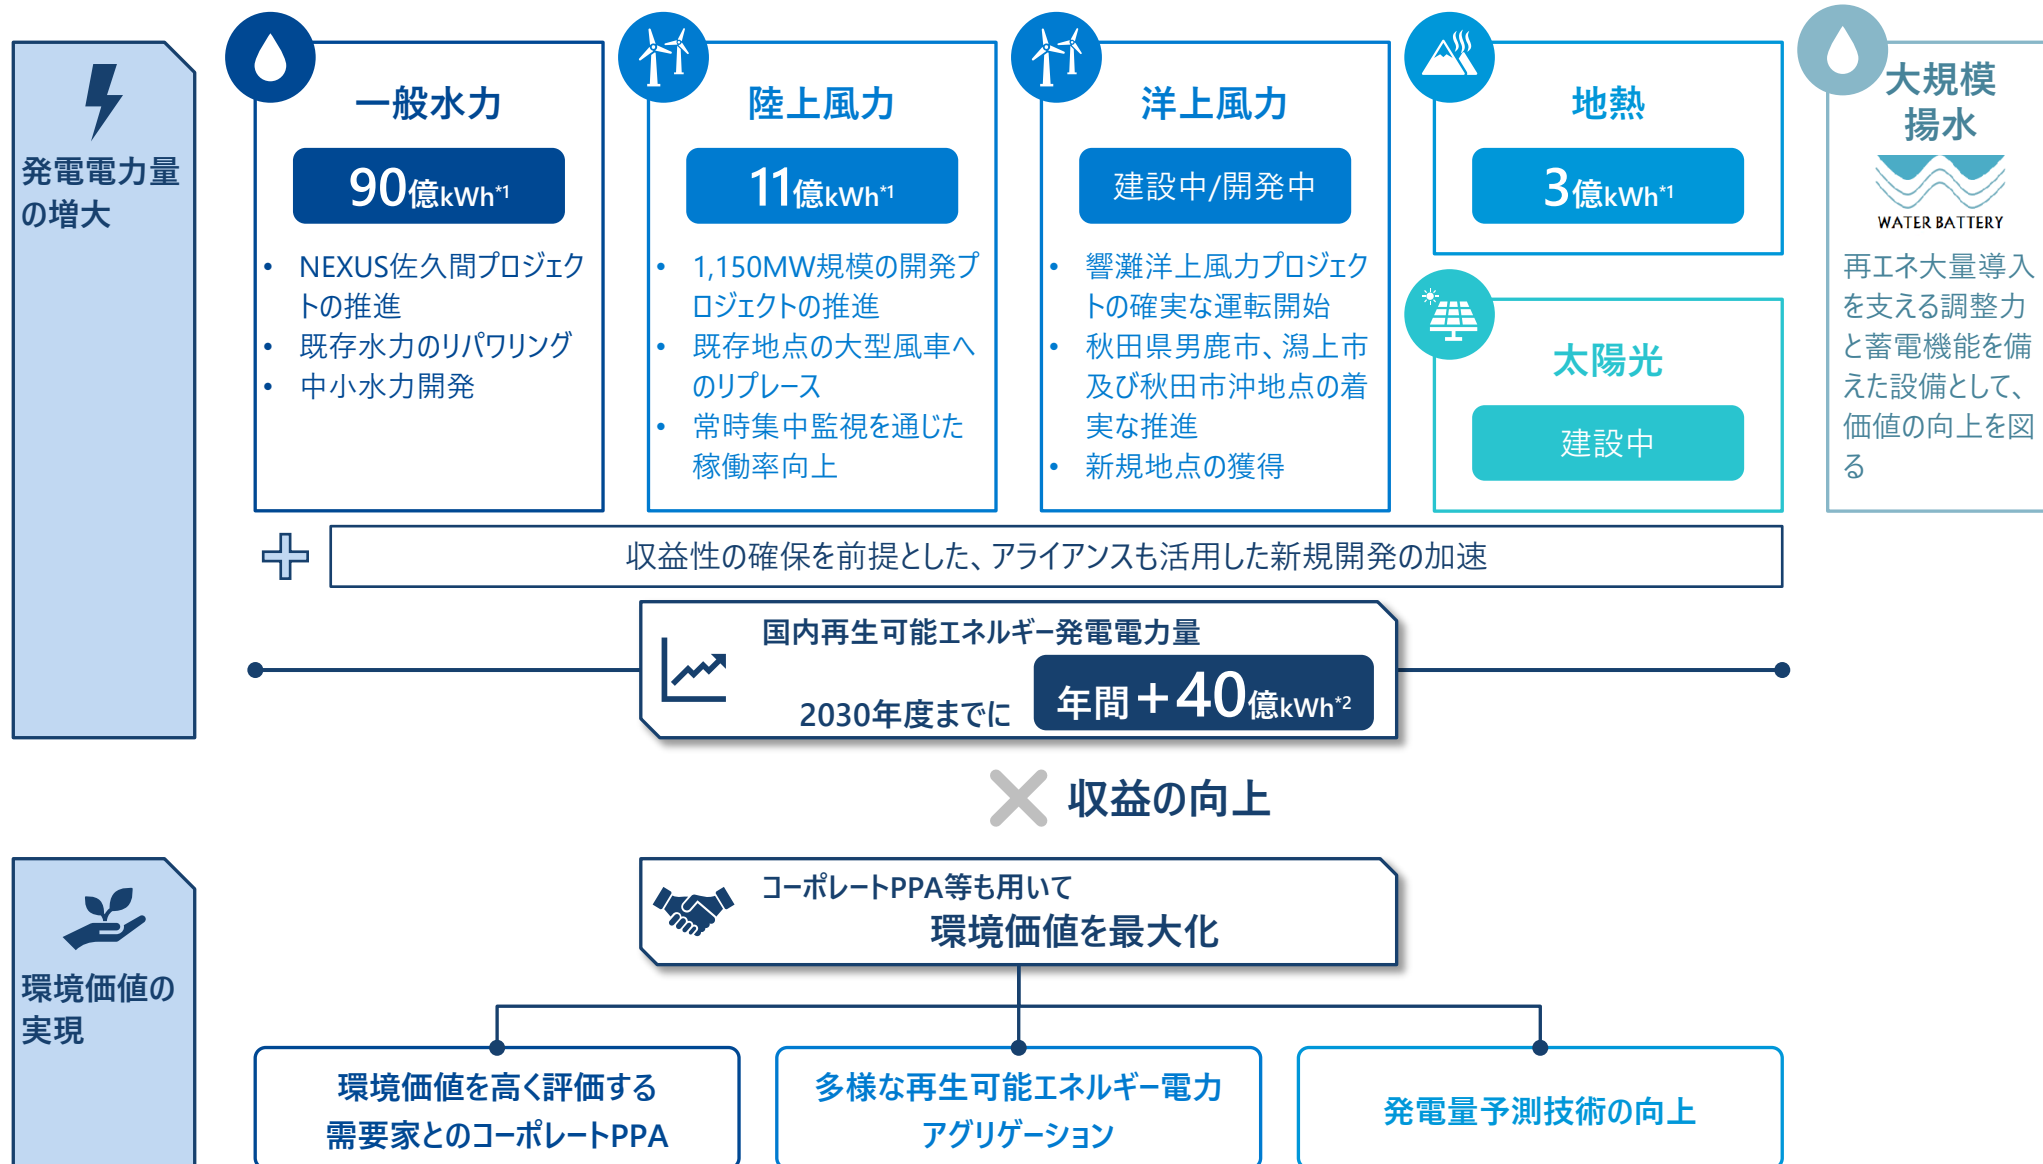 発電電力量
の増大
一般水力
90億kWh*1
• NEXUS佐久間プロジェク
トの推進
• 既存水力のリパワリング
• 中小水力開発
陸上風力
11億kWh*1
• 1,150MW規模の開発プ
ロジェクトの推進
• 既存地点の大型風車へ
のリプレース
• 常時集中監視を通じた
稼働率向上
洋上風力
建設中/開発中
• 響灘洋上風力プロジェク
トの確実な運転開始
• 秋田県男鹿市、潟上市
及び秋田市沖地点の着
実な推進
• 新規地点の獲得
地熱
3億kWh*1
太陽光
建設中
大規模
揚水
WATER BATTERY
再エネ大量導入
を支える調整力
と蓄電機能を備
えた設備として、
価値の向上を図
る
収益性の確保を前提とした、アライアンスも活用した新規開発の加速
国内再生可能エネルギー発電電力量
2030年度までに
年間+40億kWh*2
収益の向上
環境価値の
実現
コーポレートPPA等も用いて
環境価値を最大化
環境価値を高く評価する
需要家とのコーポレートPPA
多様な再生可能エネルギー電力
アグリゲーション
発電量予測技術の向上